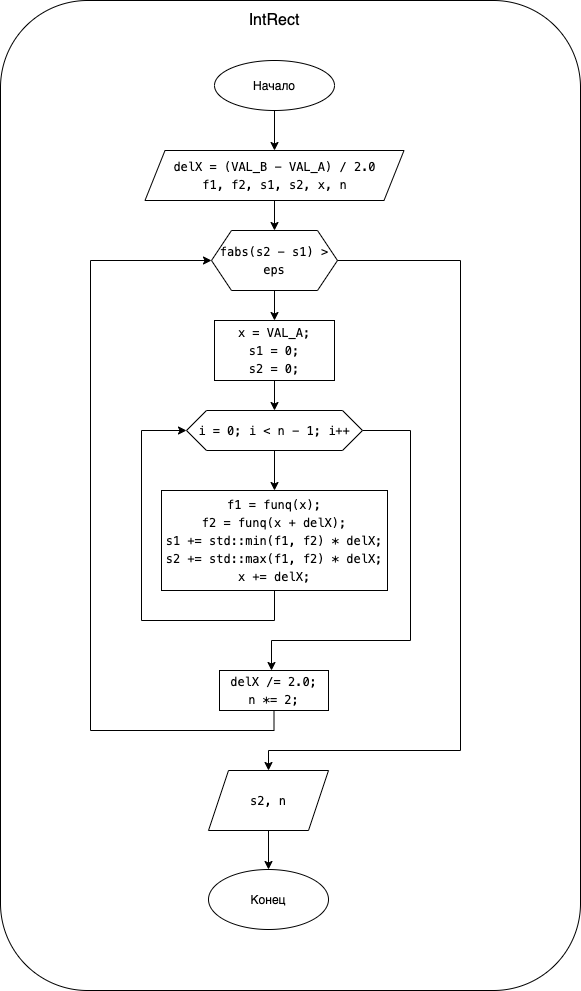 IntRect
Начало
delX = (VAL_B - VAL_A) / 2.0
f1, f2, s1, s2, x, n
fabs(s2 - s1) >
eps
x = VAL_A;
s1 = 0;
s2 = 0;
i = 0; i < n - 1; i++
f1 = funq(x);
f2 = funq(x + delX);
s1 += std::min(f1, f2) * delX;
s2 += std::max(f1, f2) * delX;
x += delX;
delX /= 2.0;
n *= 2;
s2, n
Конец